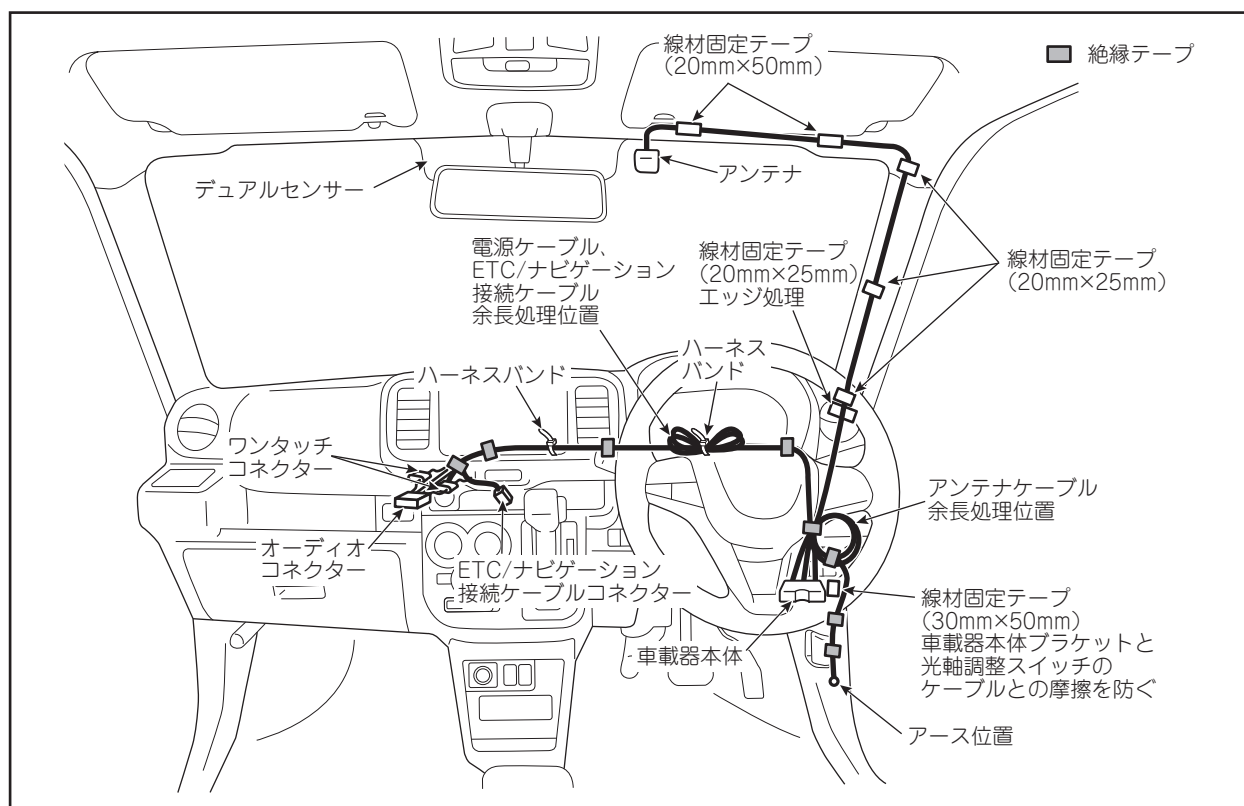 線材固定テープ
(20mm×50mm)
絶縁テープ
デュアルセンサー
アンテナ
電源ケーブル、
ETC/ナビゲーション
接続ケーブル
余長処理位置
線材固定テープ
(20mm×25mm)
エッジ処理
線材固定テープ
(20mm×25mm)
ハーネスバンド
ハーネス
バンド
ワンタッチ
コネクター
アンテナケーブル
余長処理位置
オーディオ
コネクター
ETC/ナビゲーション
接続ケーブルコネクター
車載器本体
線材固定テープ
(30mm×50mm)
車載器本体ブラケットと
光軸調整スイッチの
ケーブルとの摩擦を防ぐ
アース位置